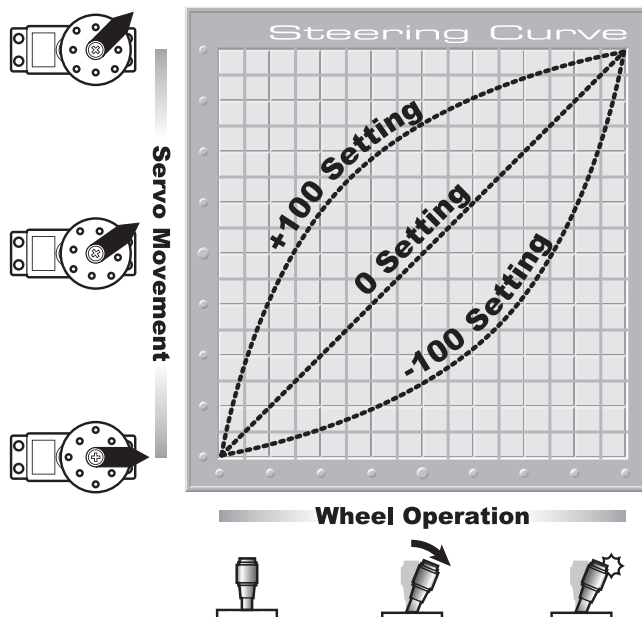 Steering Curve
Servo Movement
+100 Setting
0 Setting
-100 Setting
Wheel Operation